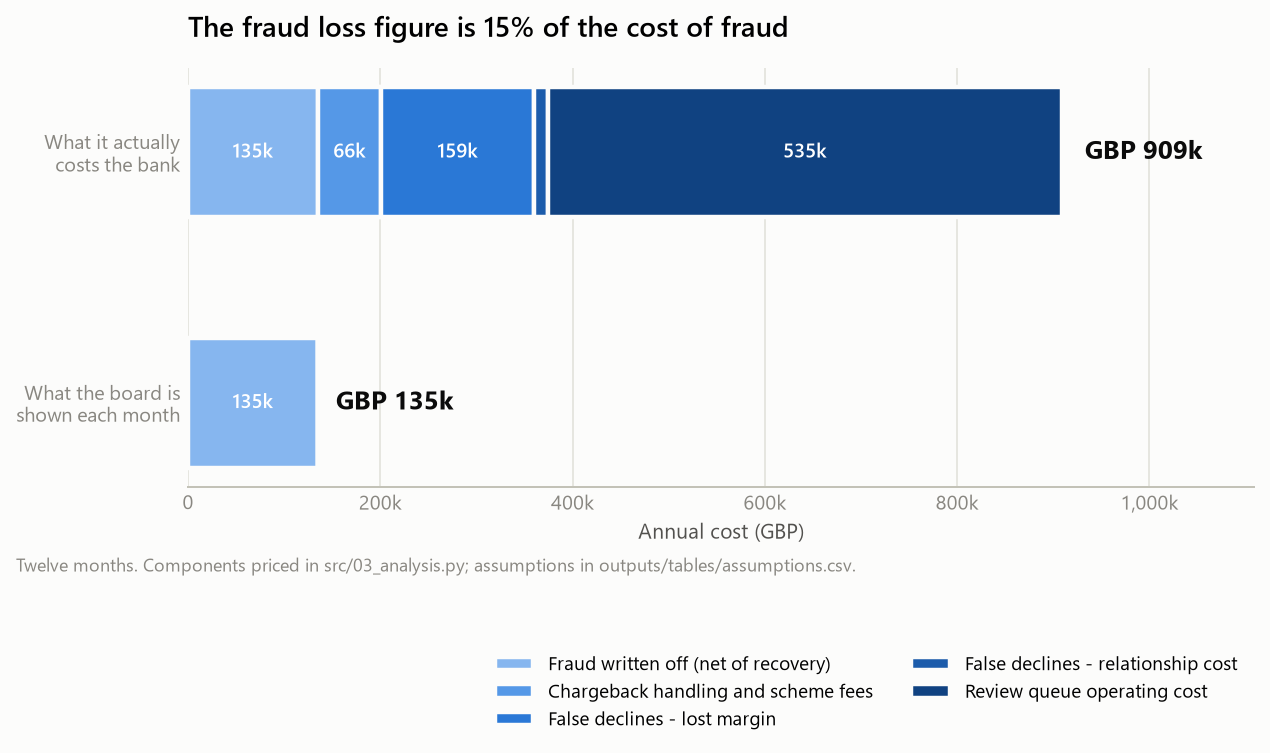 The fraud loss figure is 15% of the cost of fraud
What it actually
costs the bank
135k
66k
159k
535k
GBP 909k
What the board is
shown each month
135k
GBP 135k
0
200k
400k
600k
800k
1,000k
Annual cost (GBP)
Twelve months. Components priced in src/03_analysis.py; assumptions in outputs/tables/assumptions.csv.
Fraud written off (net of recovery)
Chargeback handling and scheme fees
False declines - lost margin
False declines - relationship cost
Review queue operating cost